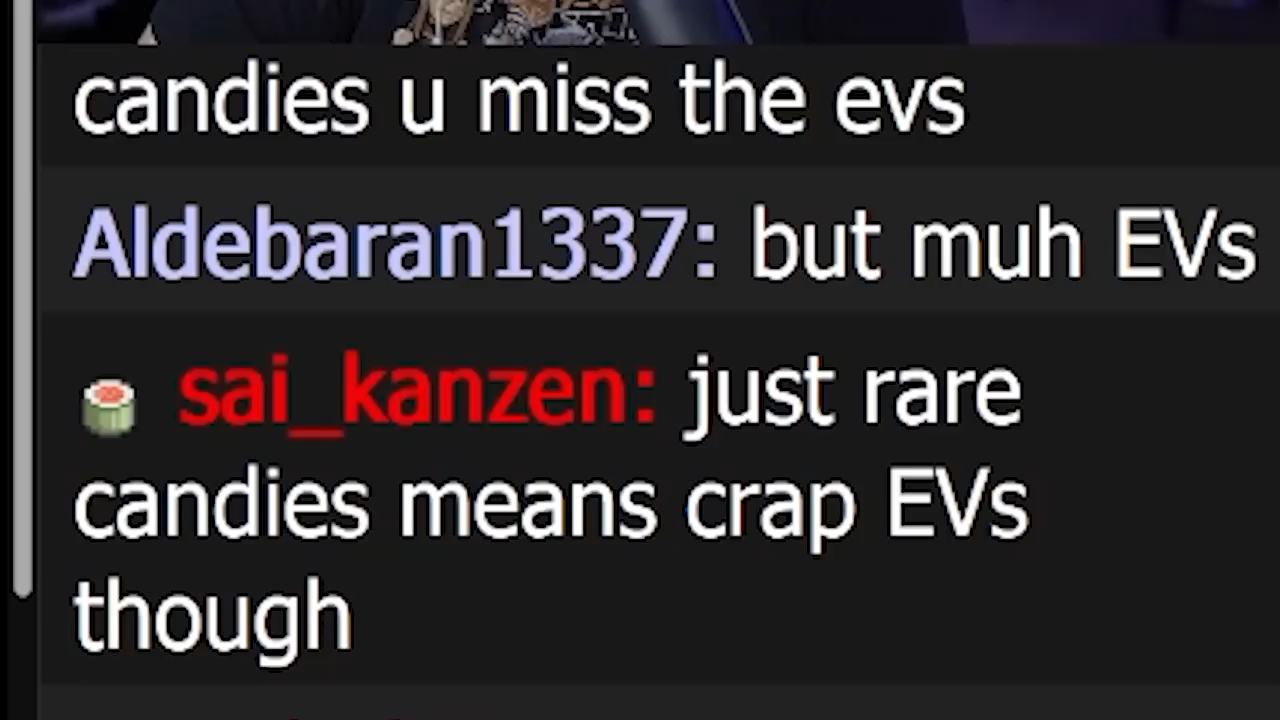 candies u miss the evs
Aldebaran1337: but muh EVs
sai_kanzen: just rare
candies means crap EVs
though